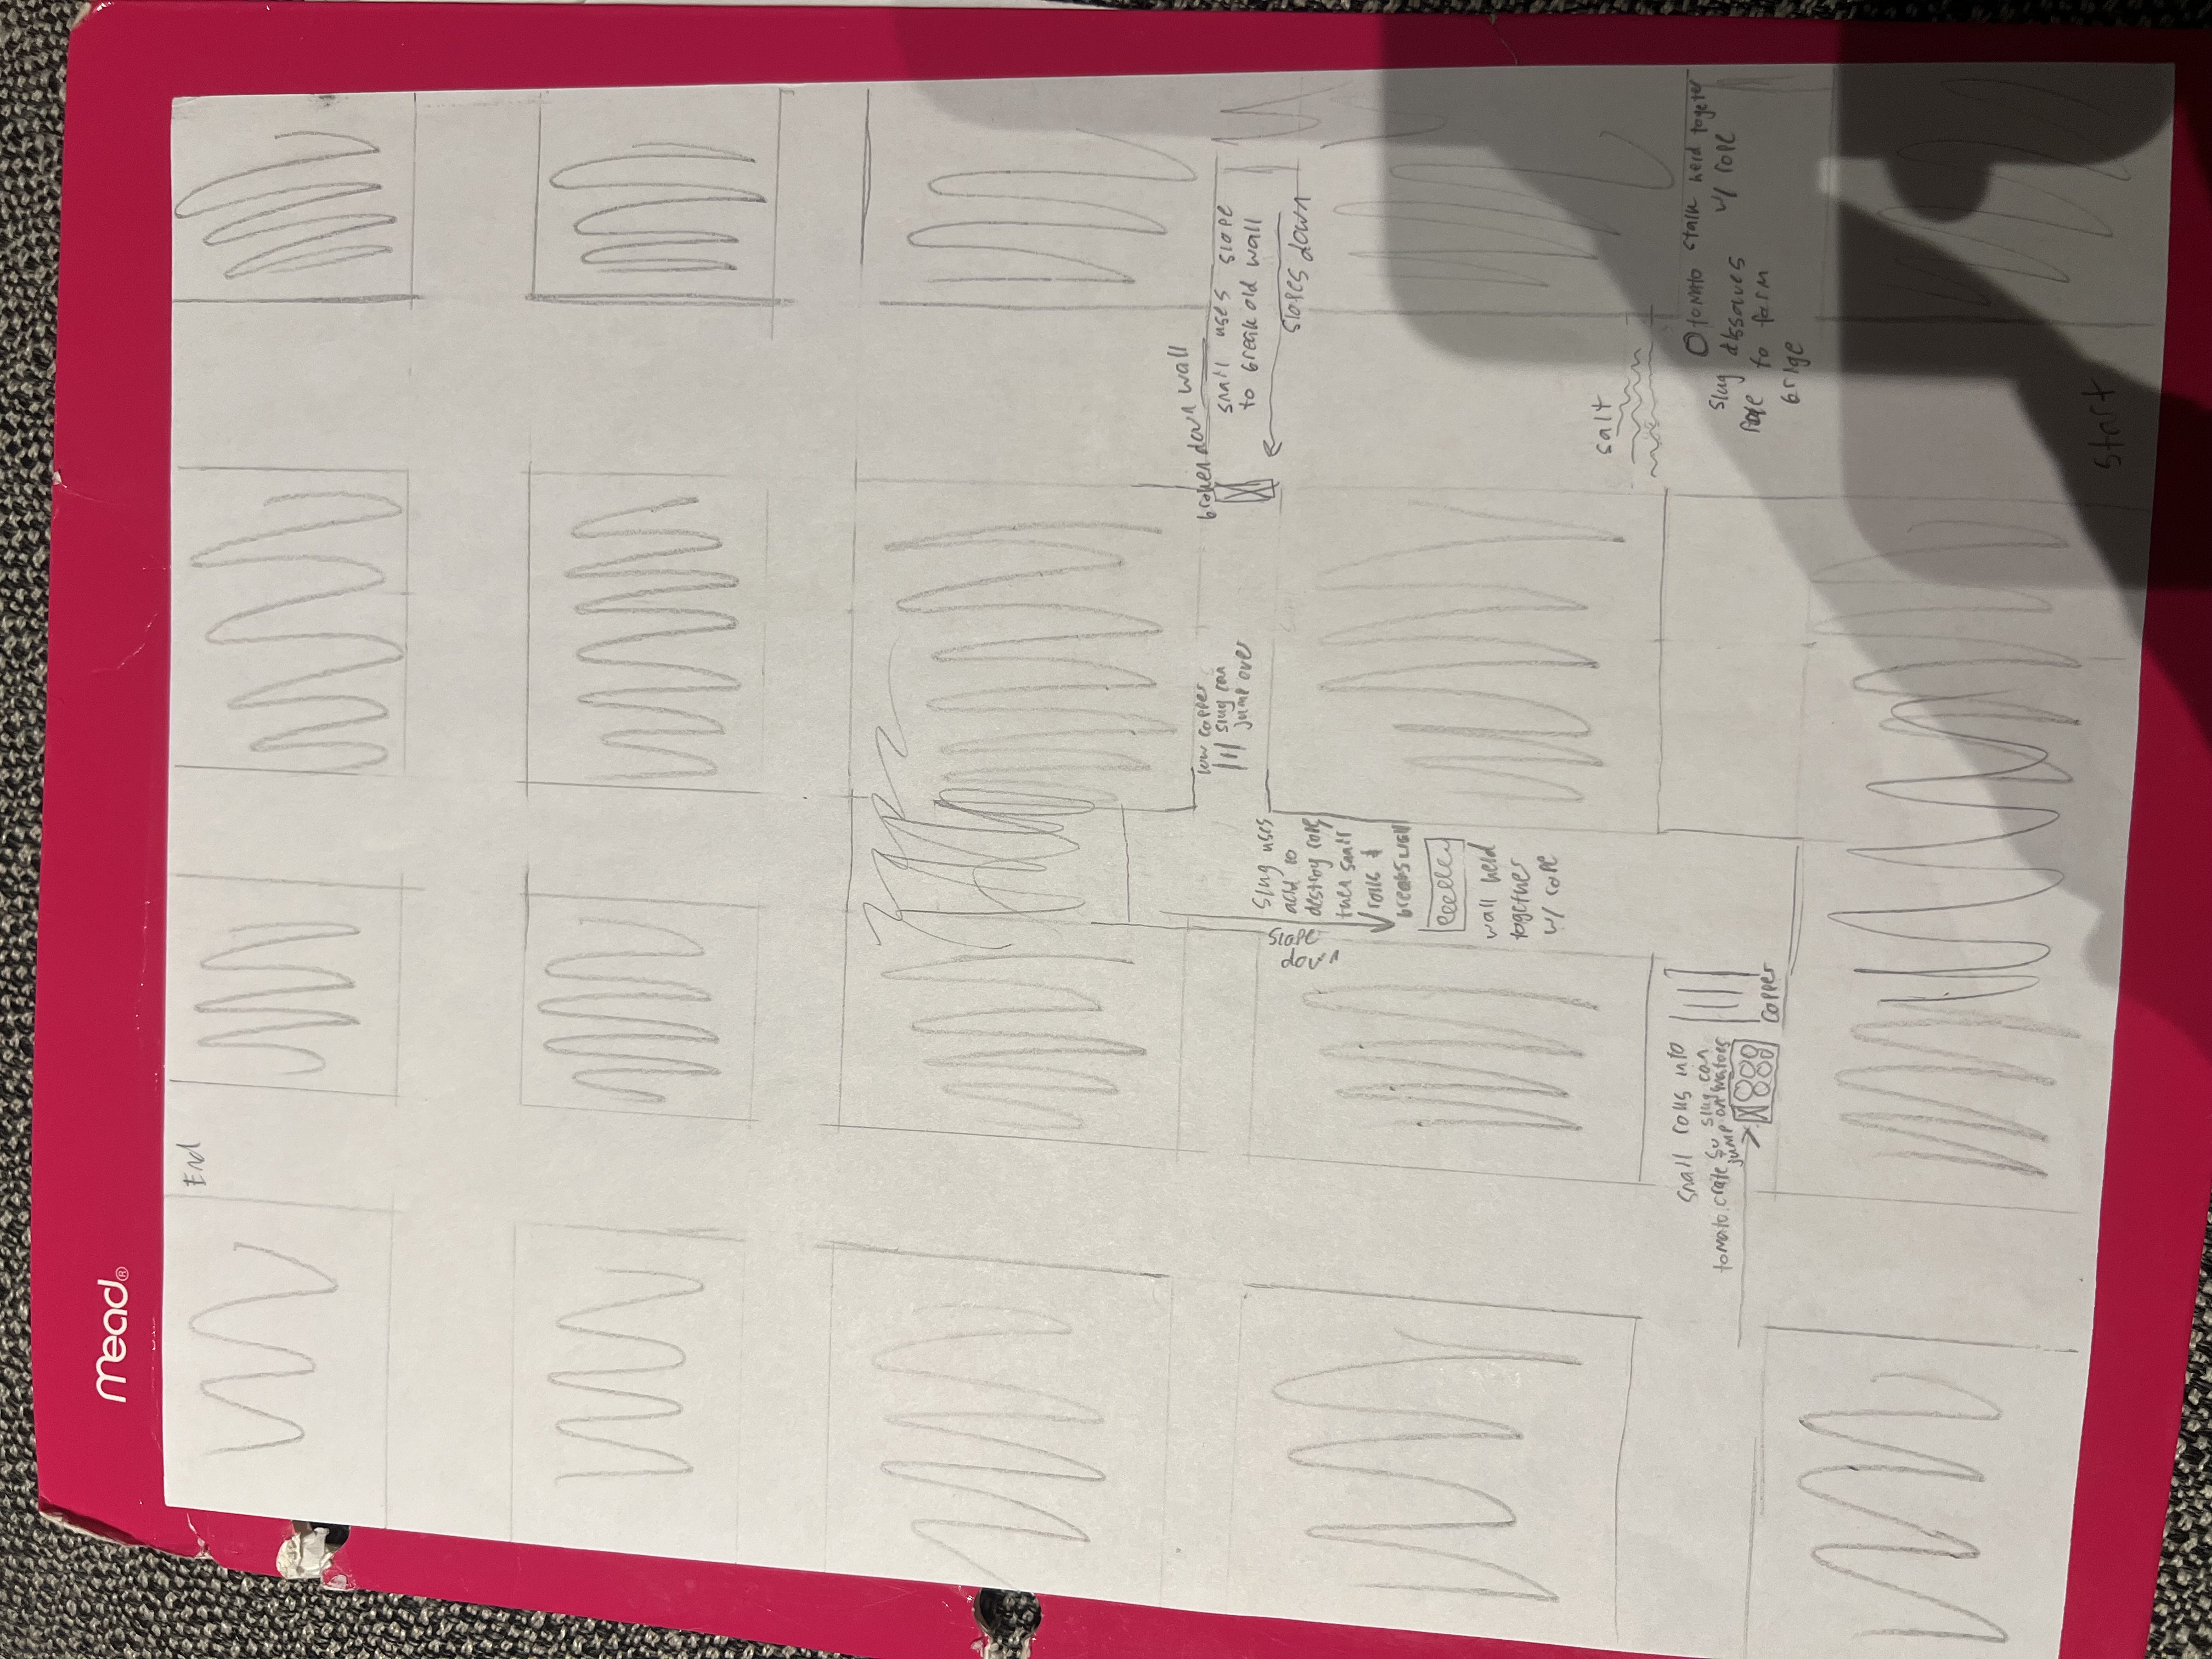 Mead®
End
broken down wall
snail uses slope
to break old wall
slopes down
low copper
slug can
jump over
slope
down
slug uses
acid to
destroy rope
then snail
rolls &
breaks wall
wall held
together
w/ rope
salt
snail rolls into
tomato crate so slug can
jump on matoes
copper
tomato stalk held togeter
w/ rope
slug dissolves
rope to form
brige
Start